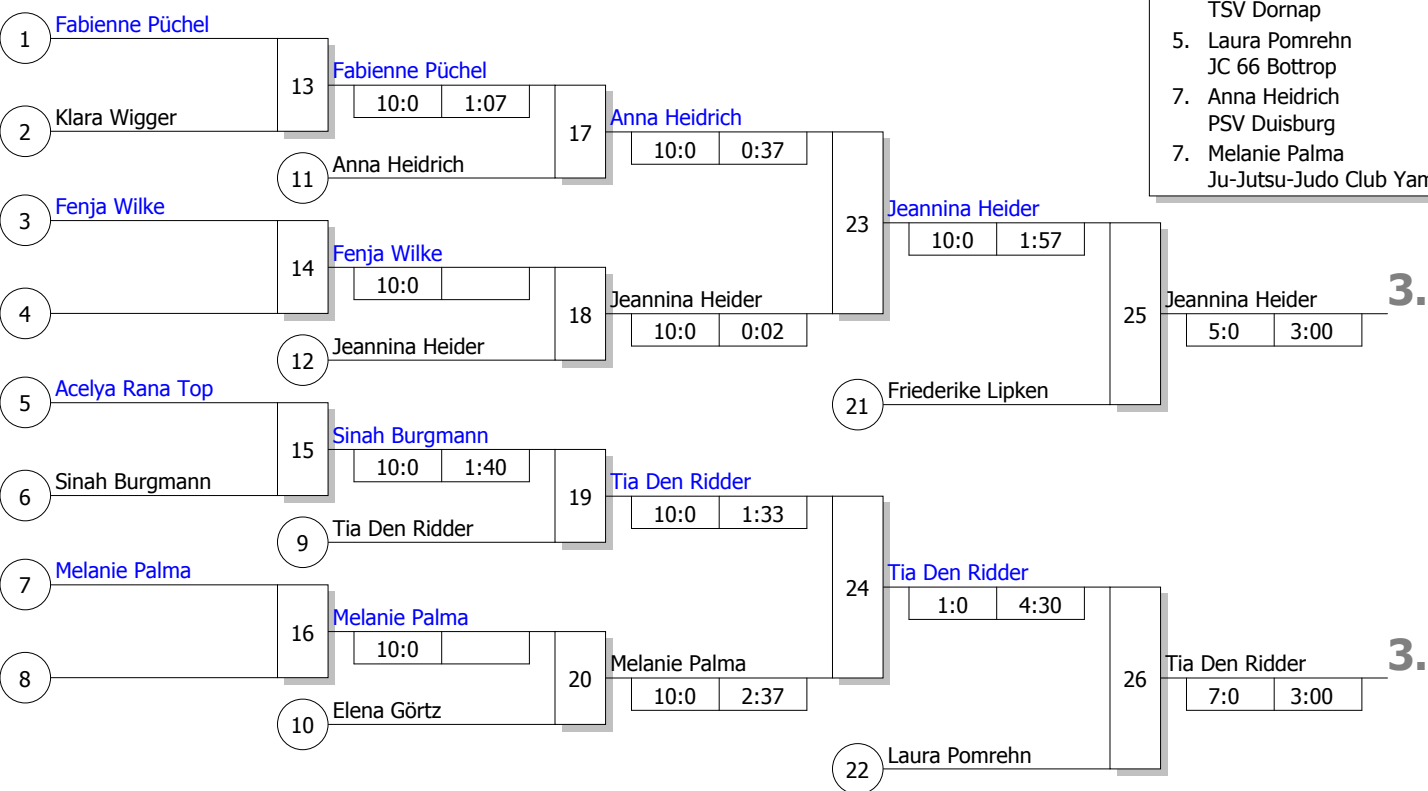 TSV Dornap
5. Laura Pomrehn
JC 66 Bottrop
7. Anna Heidrich
PSV Duisburg
7. Melanie Palma
Ju-Jutsu-Judo Club Yam
1 Fabienne Püchel
13
Fabienne Püchel
10:0 1:07
2 Klara Wigger
17
Anna Heidrich
10:0 0:37
11 Anna Heidrich
3 Fenja Wilke
23
Jeannina Heider
10:0 1:57
14
Fenja Wilke
10:0
4
18
Jeannina Heider
10:0 0:02
12 Jeannina Heider
25
Jeannina Heider 3.
5:0 3:00
5 Acelya Rana Top
21 Friederike Lipken
15
Sinah Burgmann
10:0 1:40
6 Sinah Burgmann
19
Tia Den Ridder
10:0 1:33
9 Tia Den Ridder
7 Melanie Palma
24
Tia Den Ridder
1:0 4:30
16
Melanie Palma
10:0
8
20
Melanie Palma
10:0 2:37
10 Elena Görtz
26
Tia Den Ridder 3.
7:0 3:00
22 Laura Pomrehn